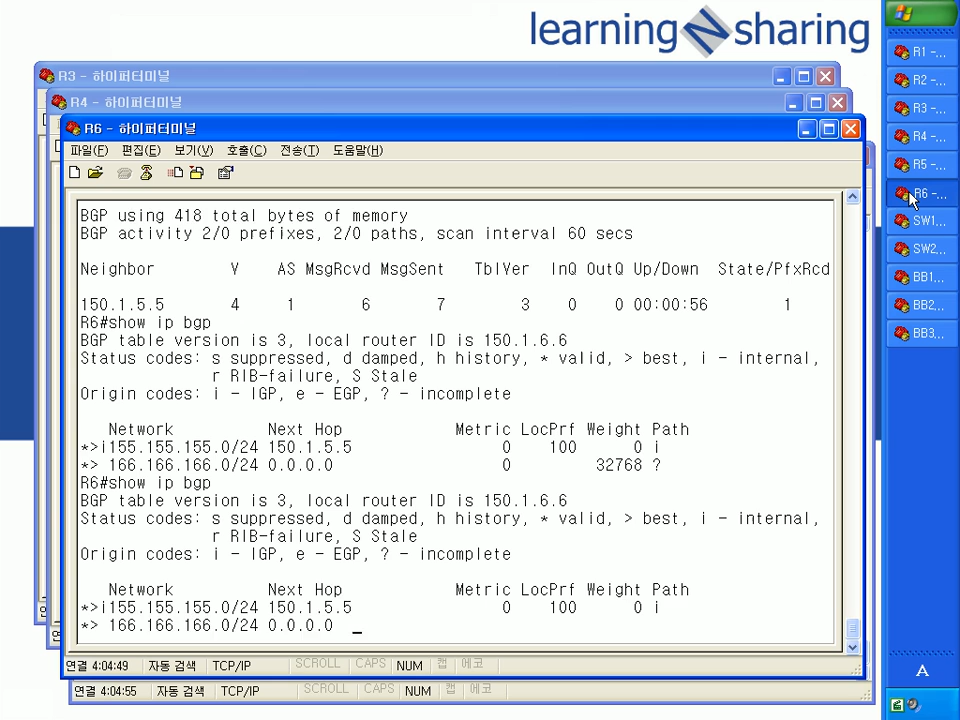 learning N sharing
R3 - 하이퍼터미널
R4 - 하이퍼터미널
R6 - 하이퍼터미널
파일(F) 편집(E) 보기(V) 호출(C) 전송(T) 도움말(H)
BGP using 418 total bytes of memory
BGP activity 2/0 prefixes, 2/0 paths, scan interval 60 secs
Neighbor V AS MsgRcvd MsgSent TblVer InQ OutQ Up/Down State/PfxRcd
150.1.5.5 4 1 6 7 3 0 0 00:00:56 1
R6#show ip bgp
BGP table version is 3, local router ID is 150.1.6.6
Status codes: s suppressed, d damped, h history, * valid, > best, i - internal,
r RIB-failure, S Stale
Origin codes: i - IGP, e - EGP, ? - incomplete
Network Next Hop Metric LocPrf Weight Path
*>i155.155.155.0/24 150.1.5.5 0 100 0 i
*> 166.166.166.0/24 0.0.0.0 0 32768 ?
R6#show ip bgp
BGP table version is 3, local router ID is 150.1.6.6
Status codes: s suppressed, d damped, h history, * valid, > best, i - internal,
r RIB-failure, S Stale
Origin codes: i - IGP, e - EGP, ? - incomplete
Network Next Hop Metric LocPrf Weight Path
*>i155.155.155.0/24 150.1.5.5 0 100 0 i
*> 166.166.166.0/24 0.0.0.0 _
연결 4:04:49 자동 검색 TCP/IP SCROLL CAPS NUM 캡 에코
연결 4:04:55 자동 검색 TCP/IP SCROLL CAPS NUM 캡 에코
R1 -...
R2 -...
R3 -...
R4 -...
R5 -...
R6 -...
SW1...
SW2...
BB1...
BB2...
BB3...
A